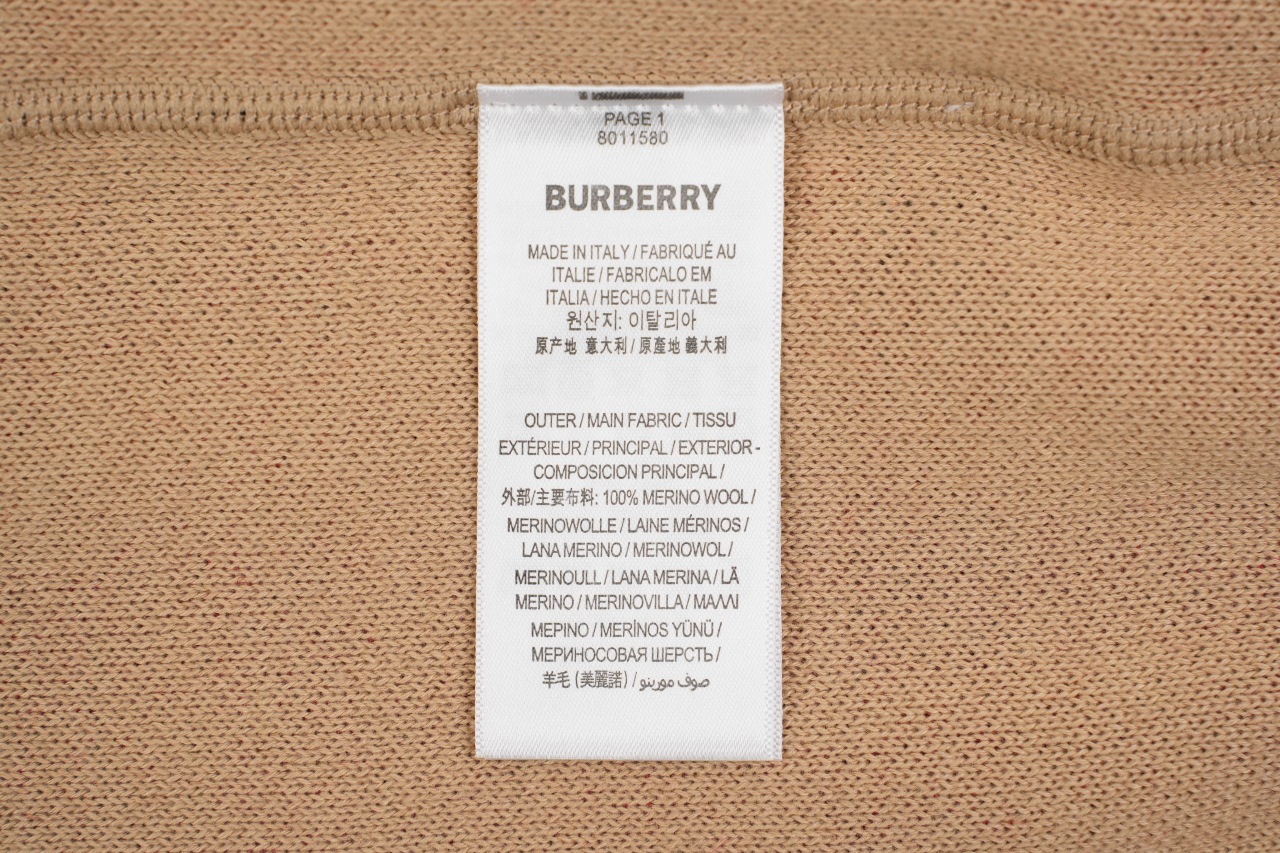 PAGE 1
8011580
BURBERRY
MADE IN ITALY / FABRIQUÉ AU
ITALIE / FABRICALO EM
ITALIA / HECHO EN ITALE
원산지: 이탈리아
原产地 意大利 / 原產地 義大利
OUTER / MAIN FABRIC / TISSU
EXTÉRIEUR / PRINCIPAL / EXTERIOR -
COMPOSICION PRINCIPAL /
外部/主要布料: 100% MERINO WOOL /
MERINOWOLLE / LAINE MÉRINOS /
LANA MERINO / MERINOWOL /
MERINOULL / LANA MERINA / LÃ
MERINO / MERINOVILLA / ΜΑΛΛΙ
ΜΕΡΙΝΟ / MERİNOS YÜNÜ /
МЕРИНОСОВАЯ ШЕРСТЬ /
羊毛 (美麗諾) / صوف مورينو